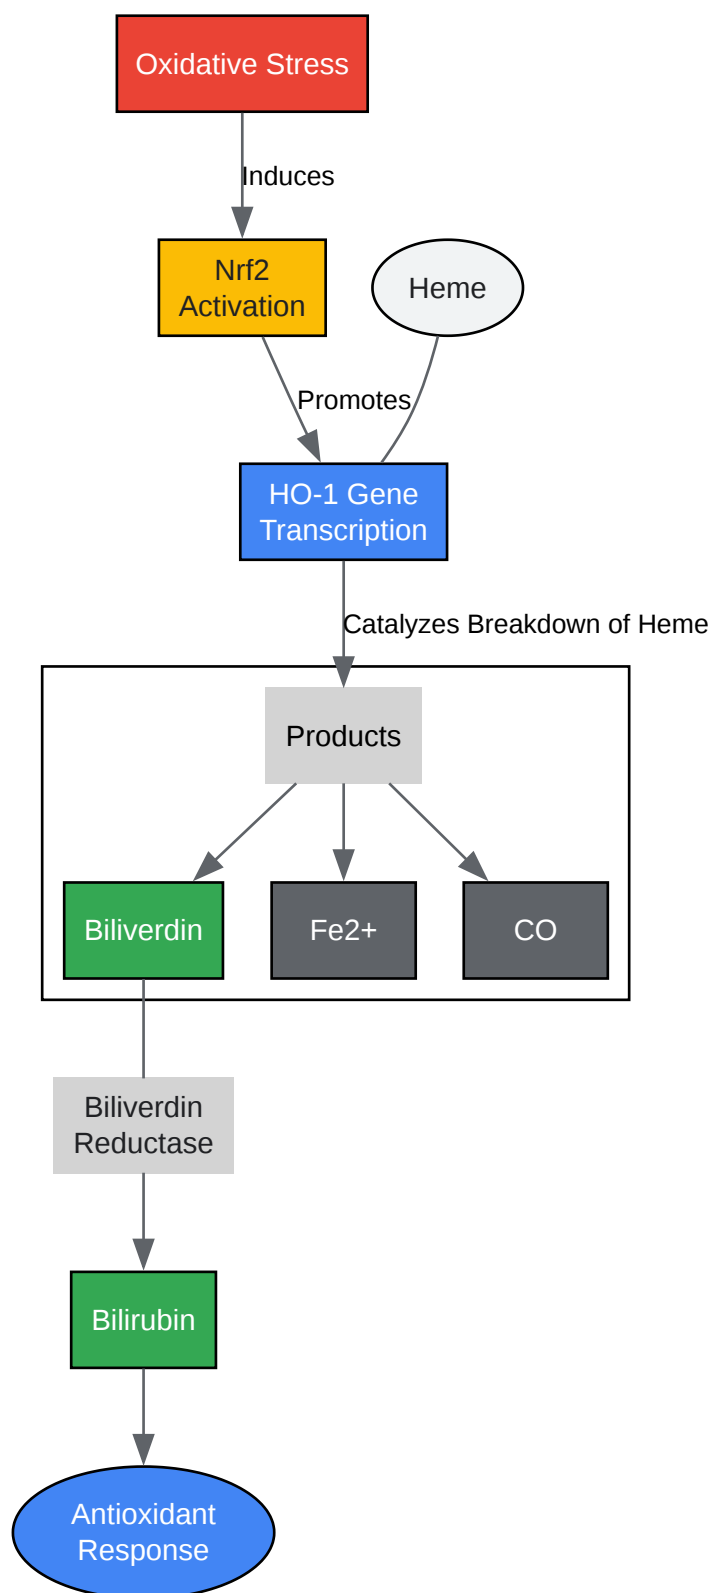 Oxidative Stress
Induces
Nrf2
Activation
Heme
Promotes
HO-1 Gene
Transcription
Catalyzes Breakdown of Heme
Products
Biliverdin
Fe2+
CO
Biliverdin
Reductase
Bilirubin
Antioxidant
Response